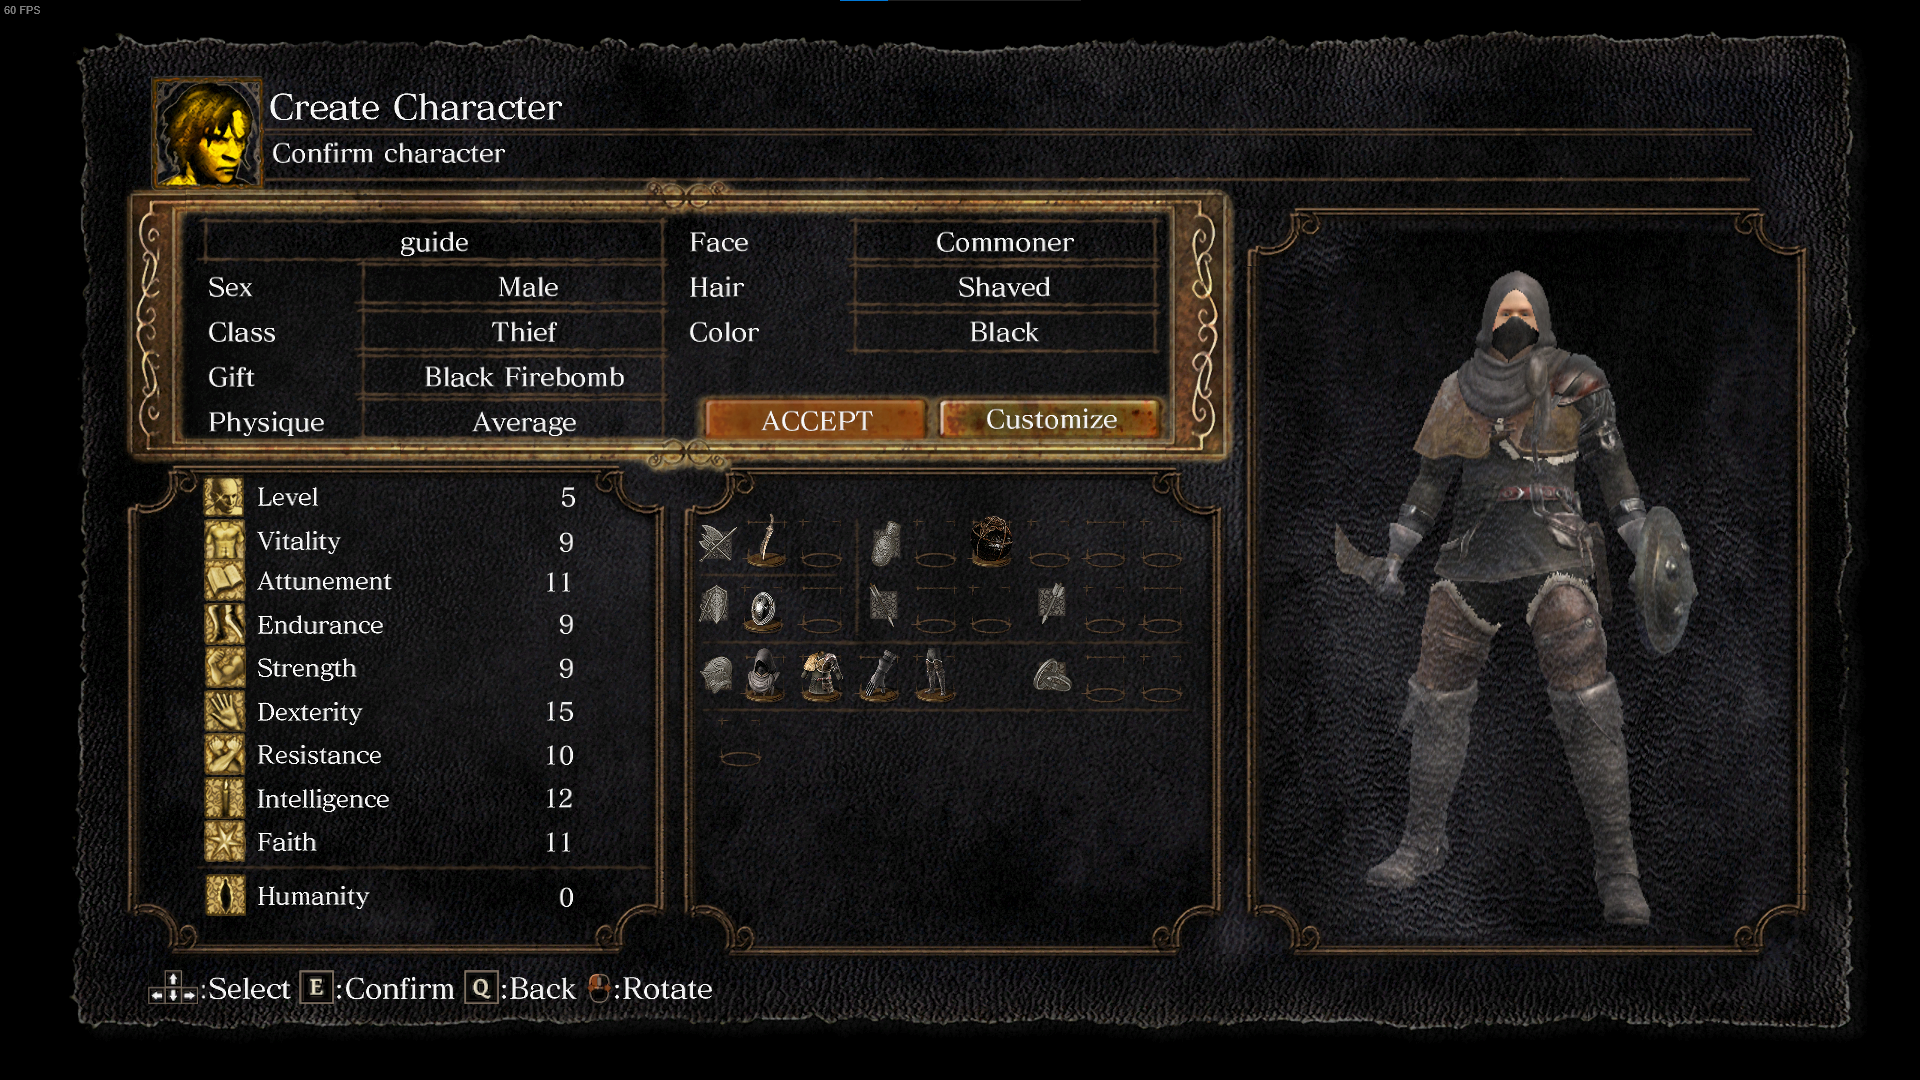 60 FPS
Create Character
Confirm character
guide
Sex Male
Class Thief
Gift Black Firebomb
Physique Average
Face Commoner
Hair Shaved
Color Black
ACCEPT Customize
Level 5
Vitality 9
Attunement 11
Endurance 9
Strength 9
Dexterity 15
Resistance 10
Intelligence 12
Faith 11
Humanity 0
:Select E:Confirm Q:Back :Rotate